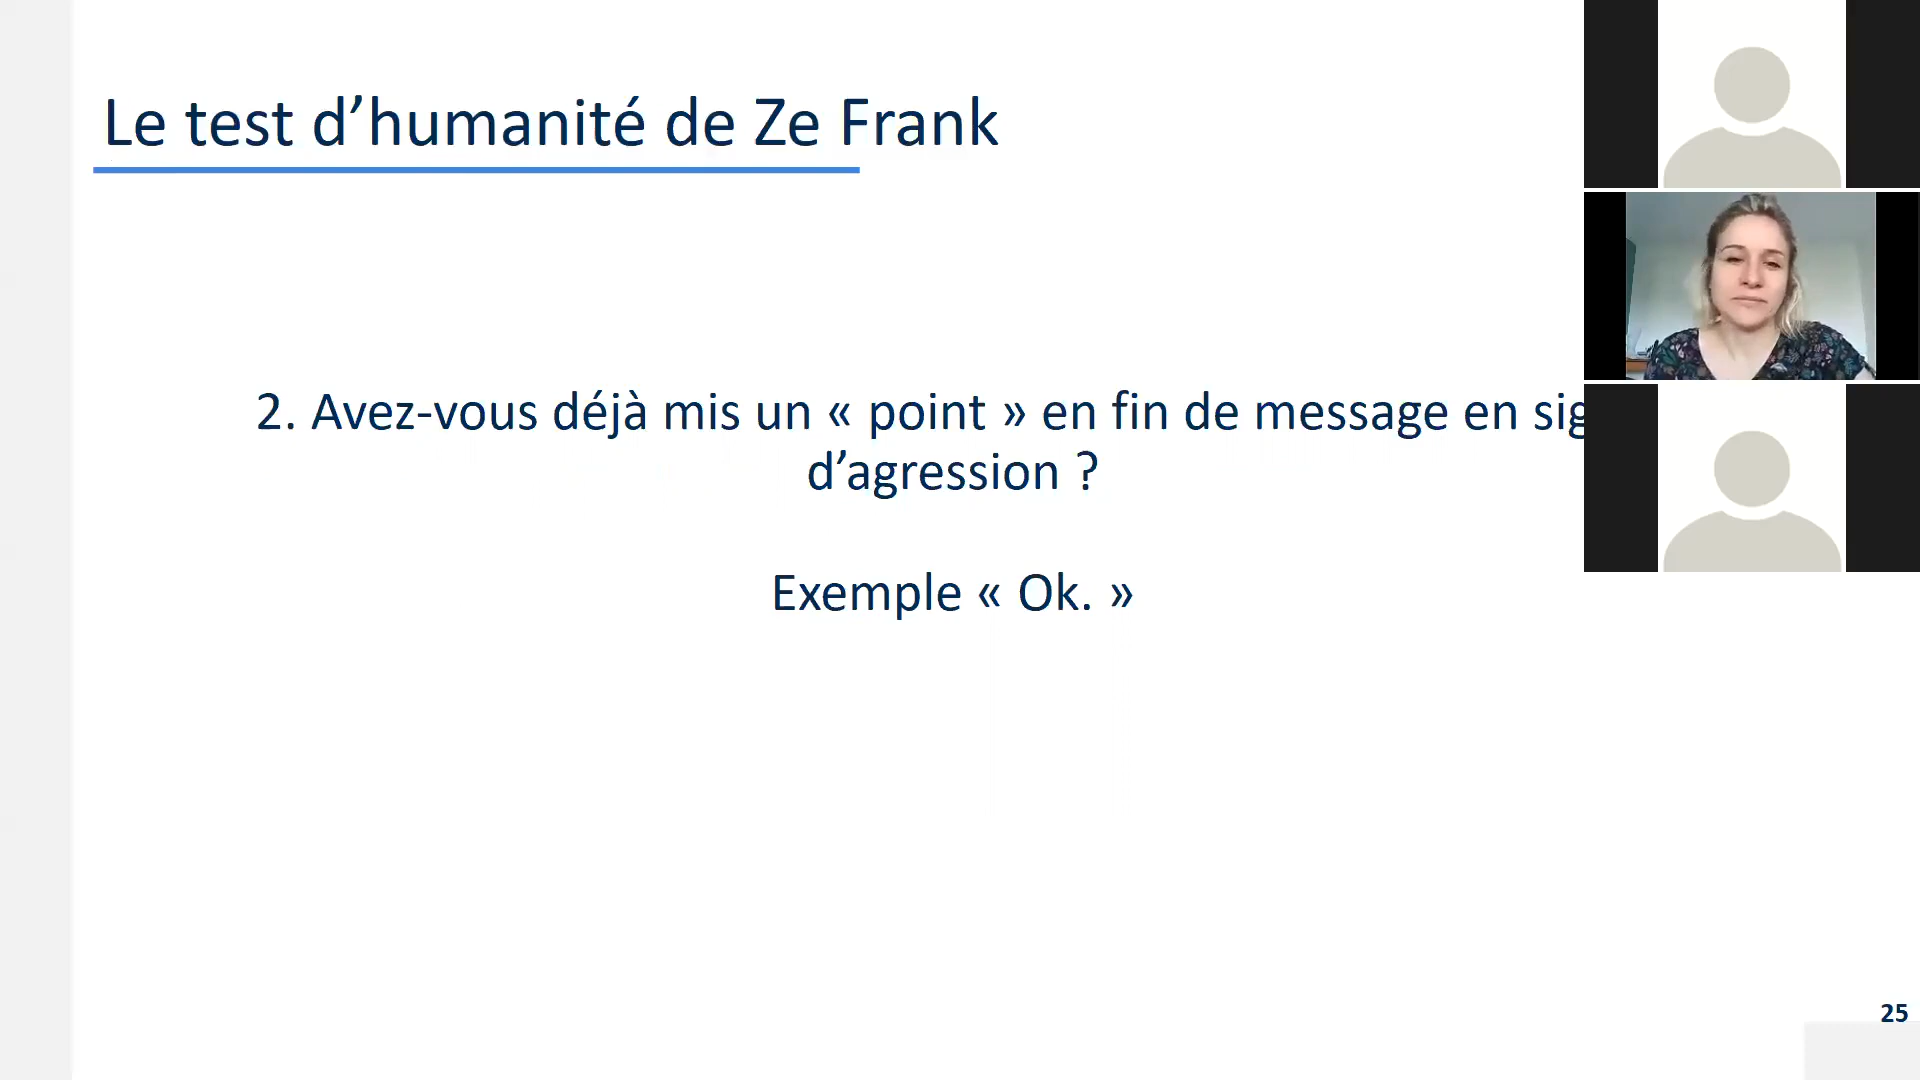 Le test d’humanité de Ze Frank
2. Avez-vous déjà mis un « point » en fin de message en
d’agression ?
Exemple « Ok. »
25